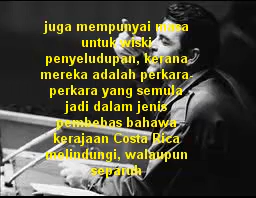 juga mempunyai masa
untuk wiski
penyeludupan, kerana
mereka adalah perkara-
perkara yang semula
jadi dalam jenis
pembebas bahawa
kerajaan Costa Rica
melindungi, walaupun
separuh